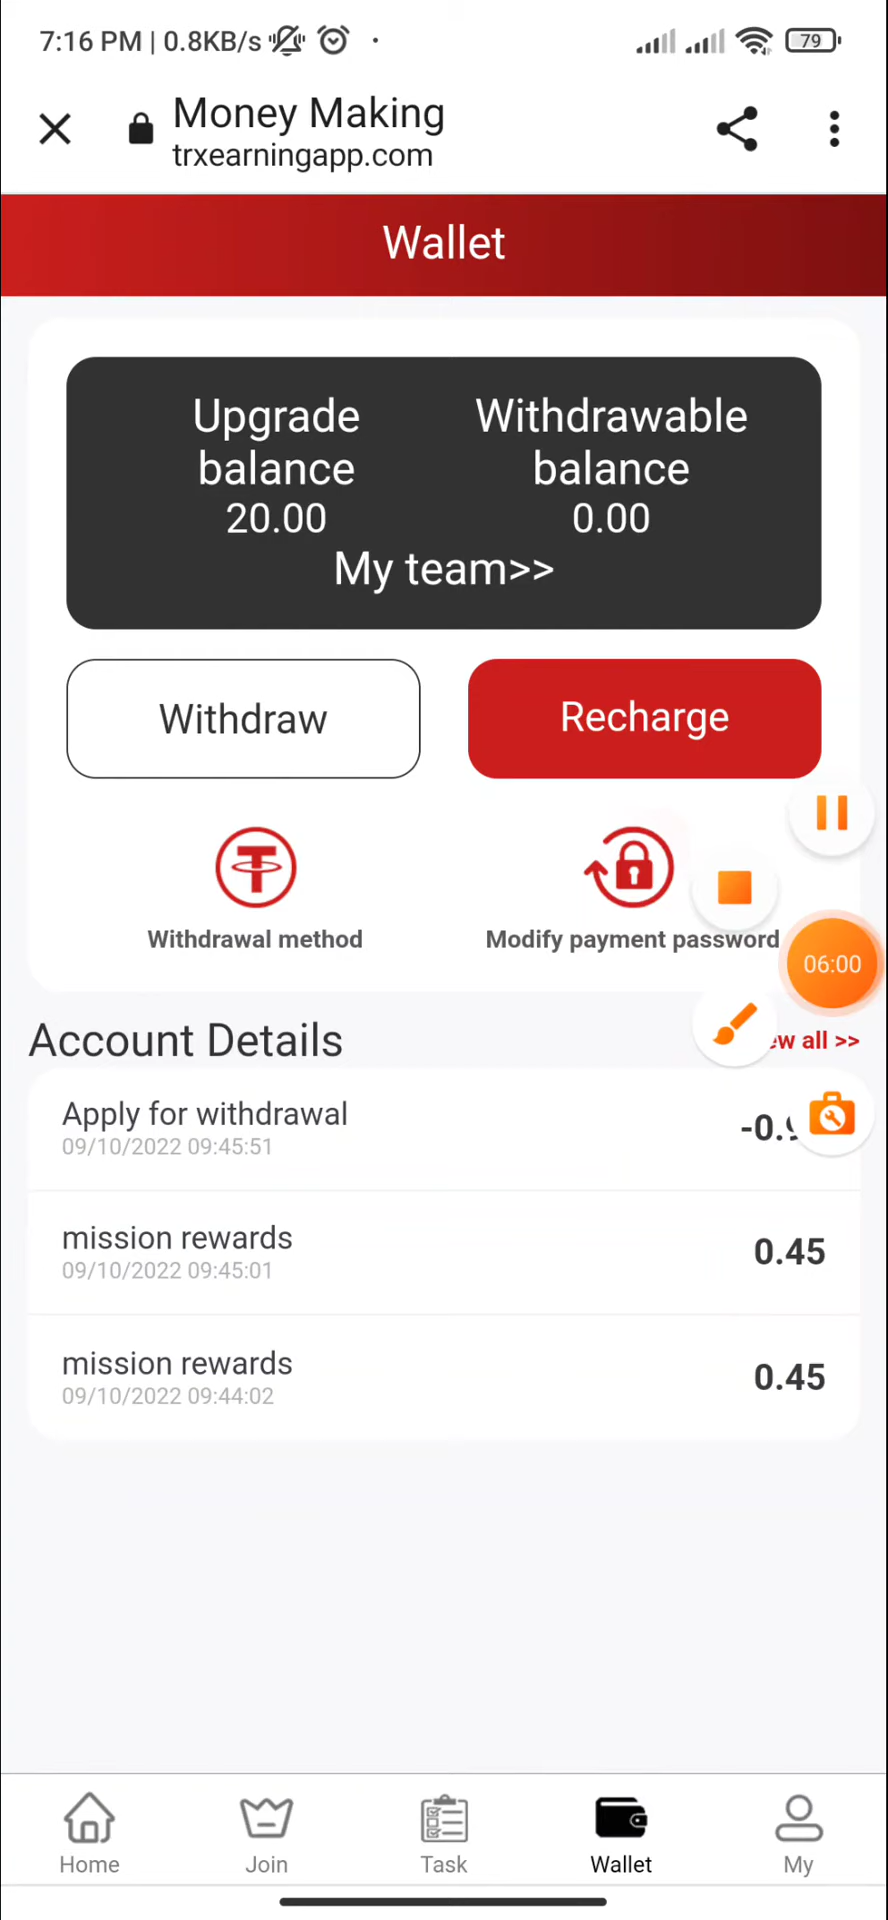 7:16 PM | 0.8KB/s
79
Money Making
trxearningapp.com
Wallet
Upgrade balance
20.00
Withdrawable balance
0.00
My team>>
Withdraw
Recharge
Withdrawal method
Modify payment password
06:00
Account Details
all >>
Apply for withdrawal
09/10/2022 09:45:51
mission rewards
0.45
09/10/2022 09:45:01
mission rewards
0.45
09/10/2022 09:44:02
Home
Join
Task
Wallet
My